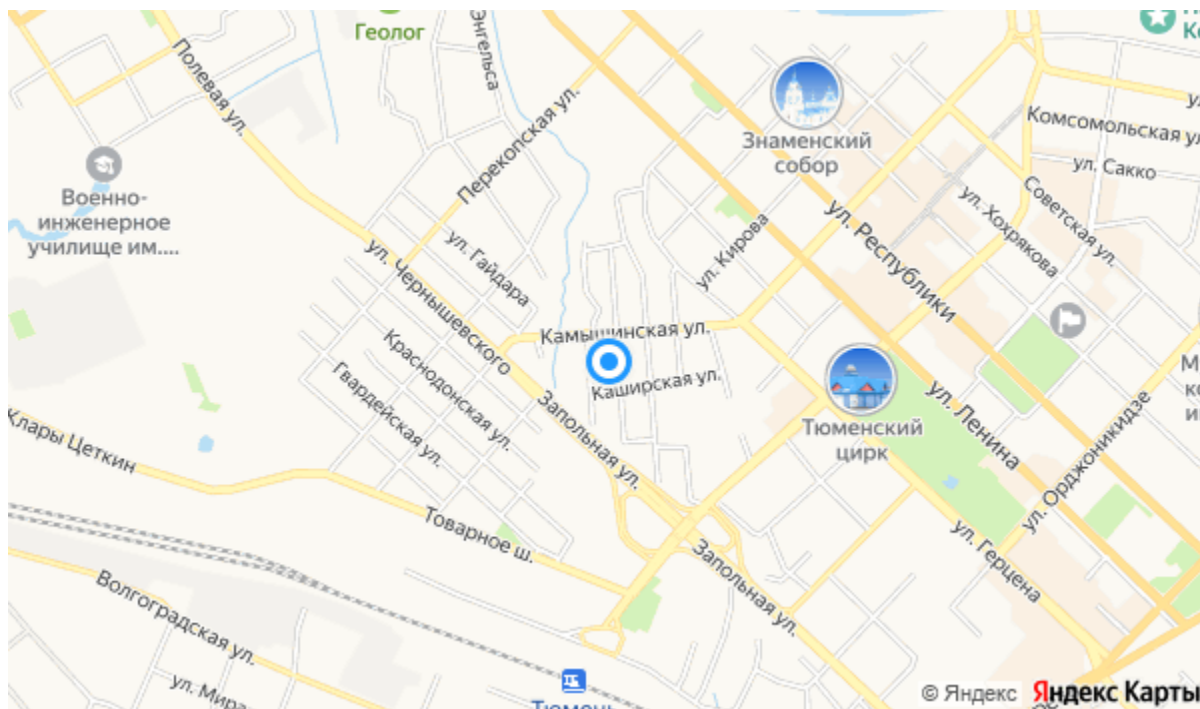 Геолог
Энгельса
Полевая ул.
Перекопская ул.
Знаменский
собор
Комсомольская ул.
ул. Сакко
Советская ул.
ул. Хохрякова
Военно-
инженерное
училище им....
ул. Гайдара
ул. Кирова
ул. Республики
ул. Чернышевского
Камышинская ул.
Каширская ул.
Краснодонская ул.
Гвардейская ул.
Запольная ул.
Тюменский
цирк
ул. Ленина
ул. Орджоникидзе
Клары Цеткин
Товарное ш.
ул. Герцена
Запольная ул.
Волгоградская ул.
ул. Мира
Тюмень
© Яндекс Яндекс Карты